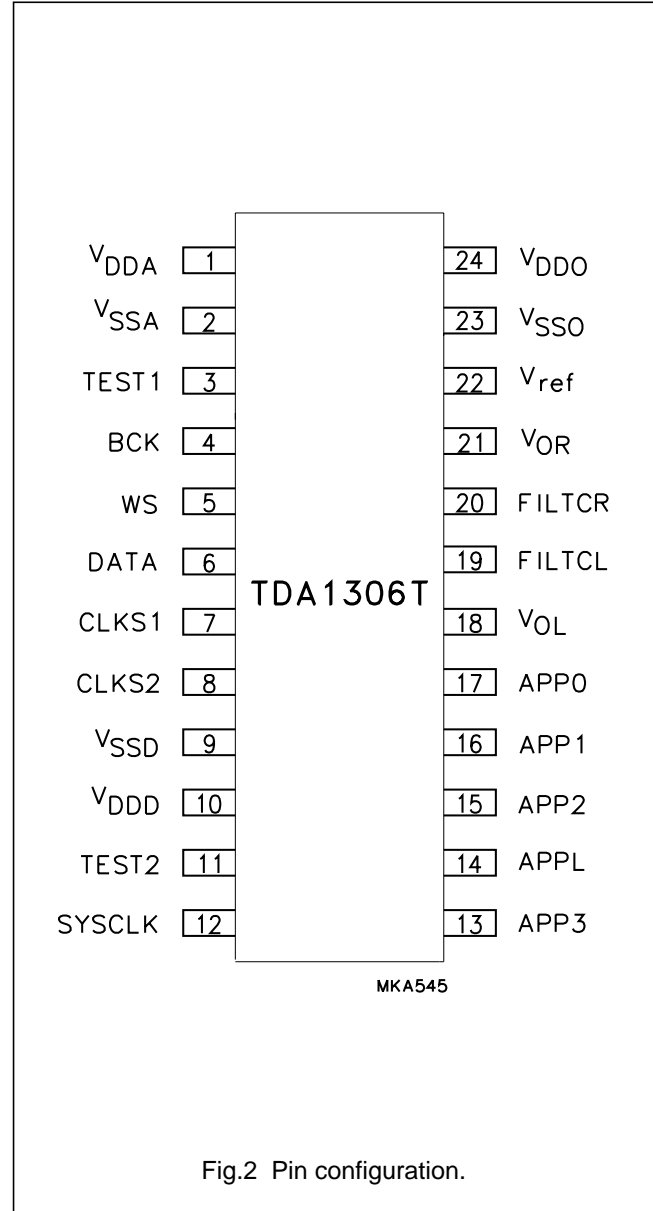 VDDA 1 24 VDDO
VSSA 2 23 VSSO
TEST1 3 22 Vref
BCK 4 21 VOR
WS 5 20 FILTCR
DATA 6 19 FILTCL
TDA1306T
CLKS1 7 18 VOL
CLKS2 8 17 APP0
VSSD 9 16 APP1
VDDD 10 15 APP2
TEST2 11 14 APPL
SYSCLK 12 13 APP3
MKA545
Fig.2 Pin configuration.